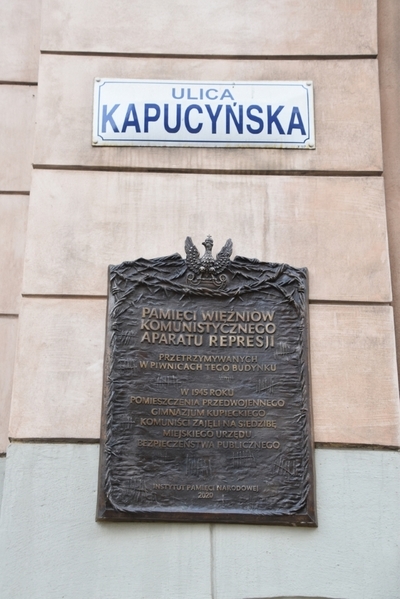 ULICA
KAPUCYŃSKA
PAMIĘCI WIĘŹNIÓW
KOMUNISTYCZNEGO
APARATU REPRESJI
PRZETRZYMYWANYCH
W PIWNICACH TEGO BUDYNKU
W 1945 ROKU
POMIESZCZENIA PRZEDWOJENNEGO
GIMNAZJUM KUPIECKIEGO
KOMUNIŚCI ZAJĘLI NA SIEDZIBĘ
MIEJSKIEGO URZĘDU
BEZPIECZEŃSTWA PUBLICZNEGO
INSTYTUT PAMIĘCI NARODOWEJ
2020